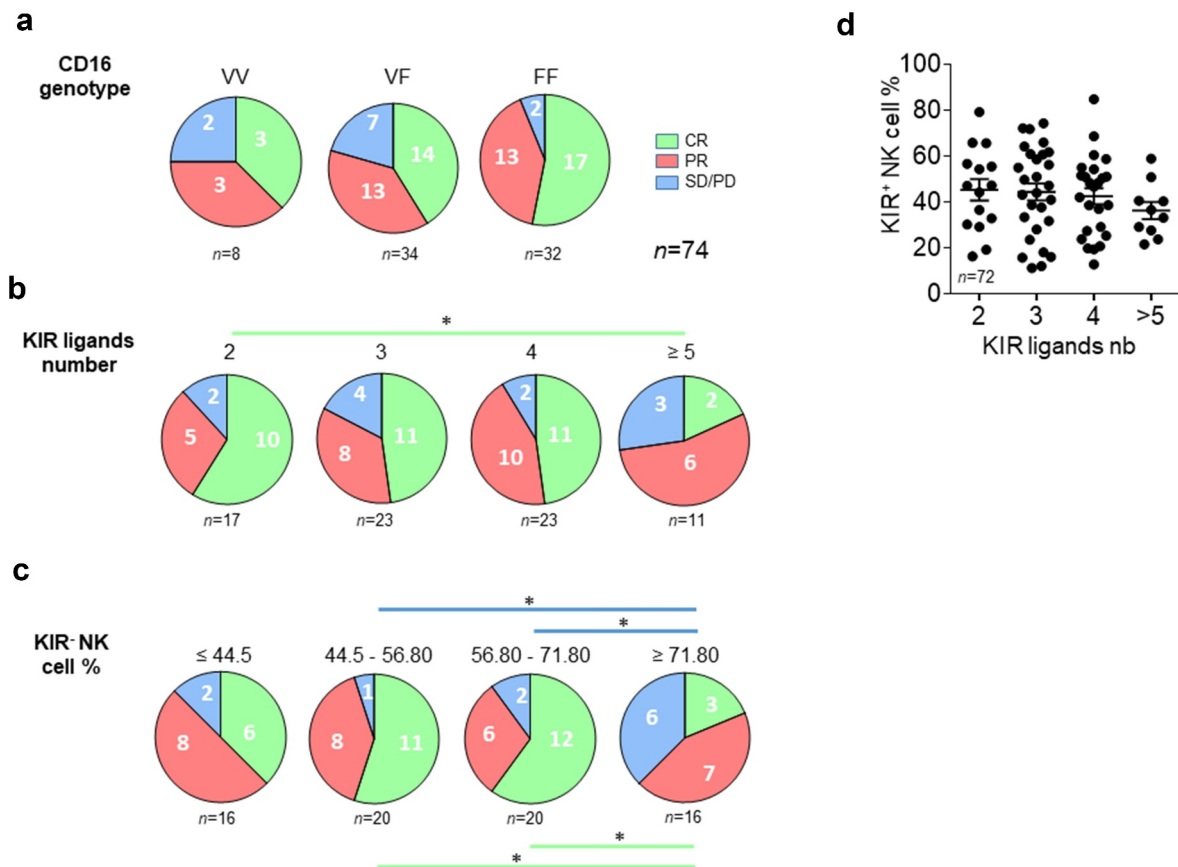 a
CD16
genotype
VV
VF
FF
3
3
2
14
13
7
17
13
2
CR
PR
SD/PD
n=8
n=34
n=32
n=74
b
*
KIR ligands
number
2
3
4
≥ 5
10
5
2
11
8
4
11
10
2
2
6
3
n=17
n=23
n=23
n=11
c
*
*
KIR- NK
cell %
≤ 44.5
44.5 - 56.80
56.80 - 71.80
≥ 71.80
6
8
2
11
8
1
12
6
2
3
7
6
n=16
n=20
n=20
n=16
*
*
d
KIR+ NK cell %
100
80
60
40
20
0
n=72
2
3
4
>5
KIR ligands nb